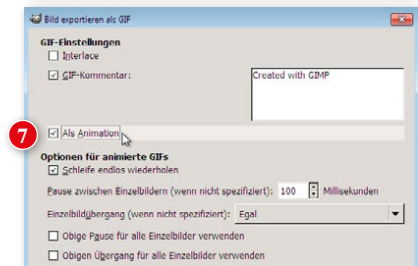 Bild exportieren als GIF
GIF-Einstellungen
Interlace
GIF-Kommentar:
Created with GIMP
7
Als Animation
Optionen für animierte GIFs
Schleife endlos wiederholen
Pause zwischen Einzelbildern (wenn nicht spezifiziert): 100 Millisekunden
Einzelbildübergang (wenn nicht spezifiziert): Egal
Obige Pause für alle Einzelbilder verwenden
Obigen Übergang für alle Einzelbilder verwenden